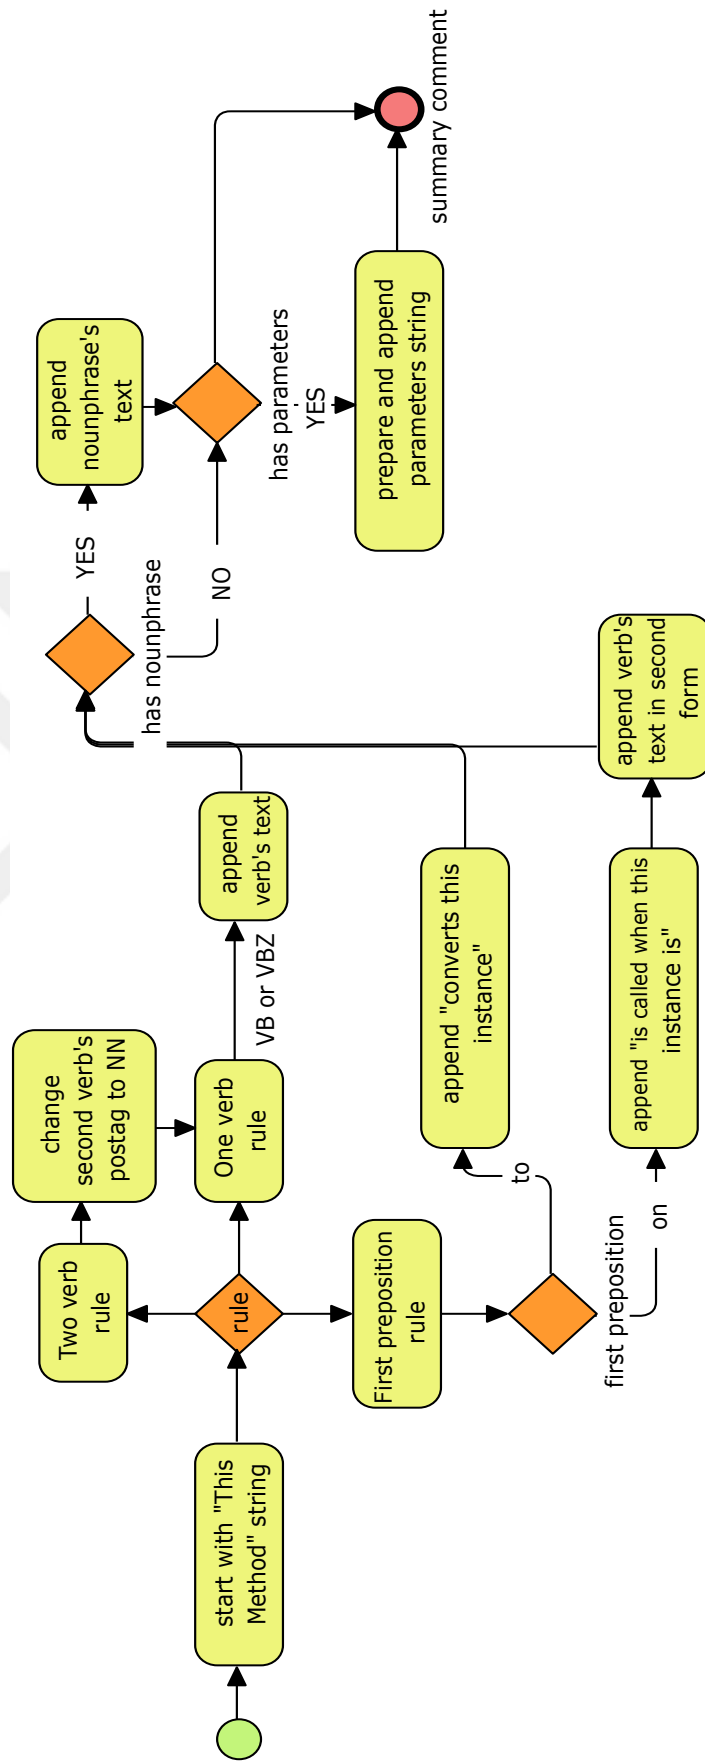 start with "This
Method" string
rule
Two verb
rule
change
second verb's
postag to NN
One verb
rule
VB or VBZ
append
verb's text
First preposition
rule
first preposition
to
append "converts this
instance"
on
append "is called when this
instance is"
append verb's
text in second
form
has nounphrase
YES
append
nounphrase's
text
NO
has parameters
YES
prepare and append
parameters string
summary comment